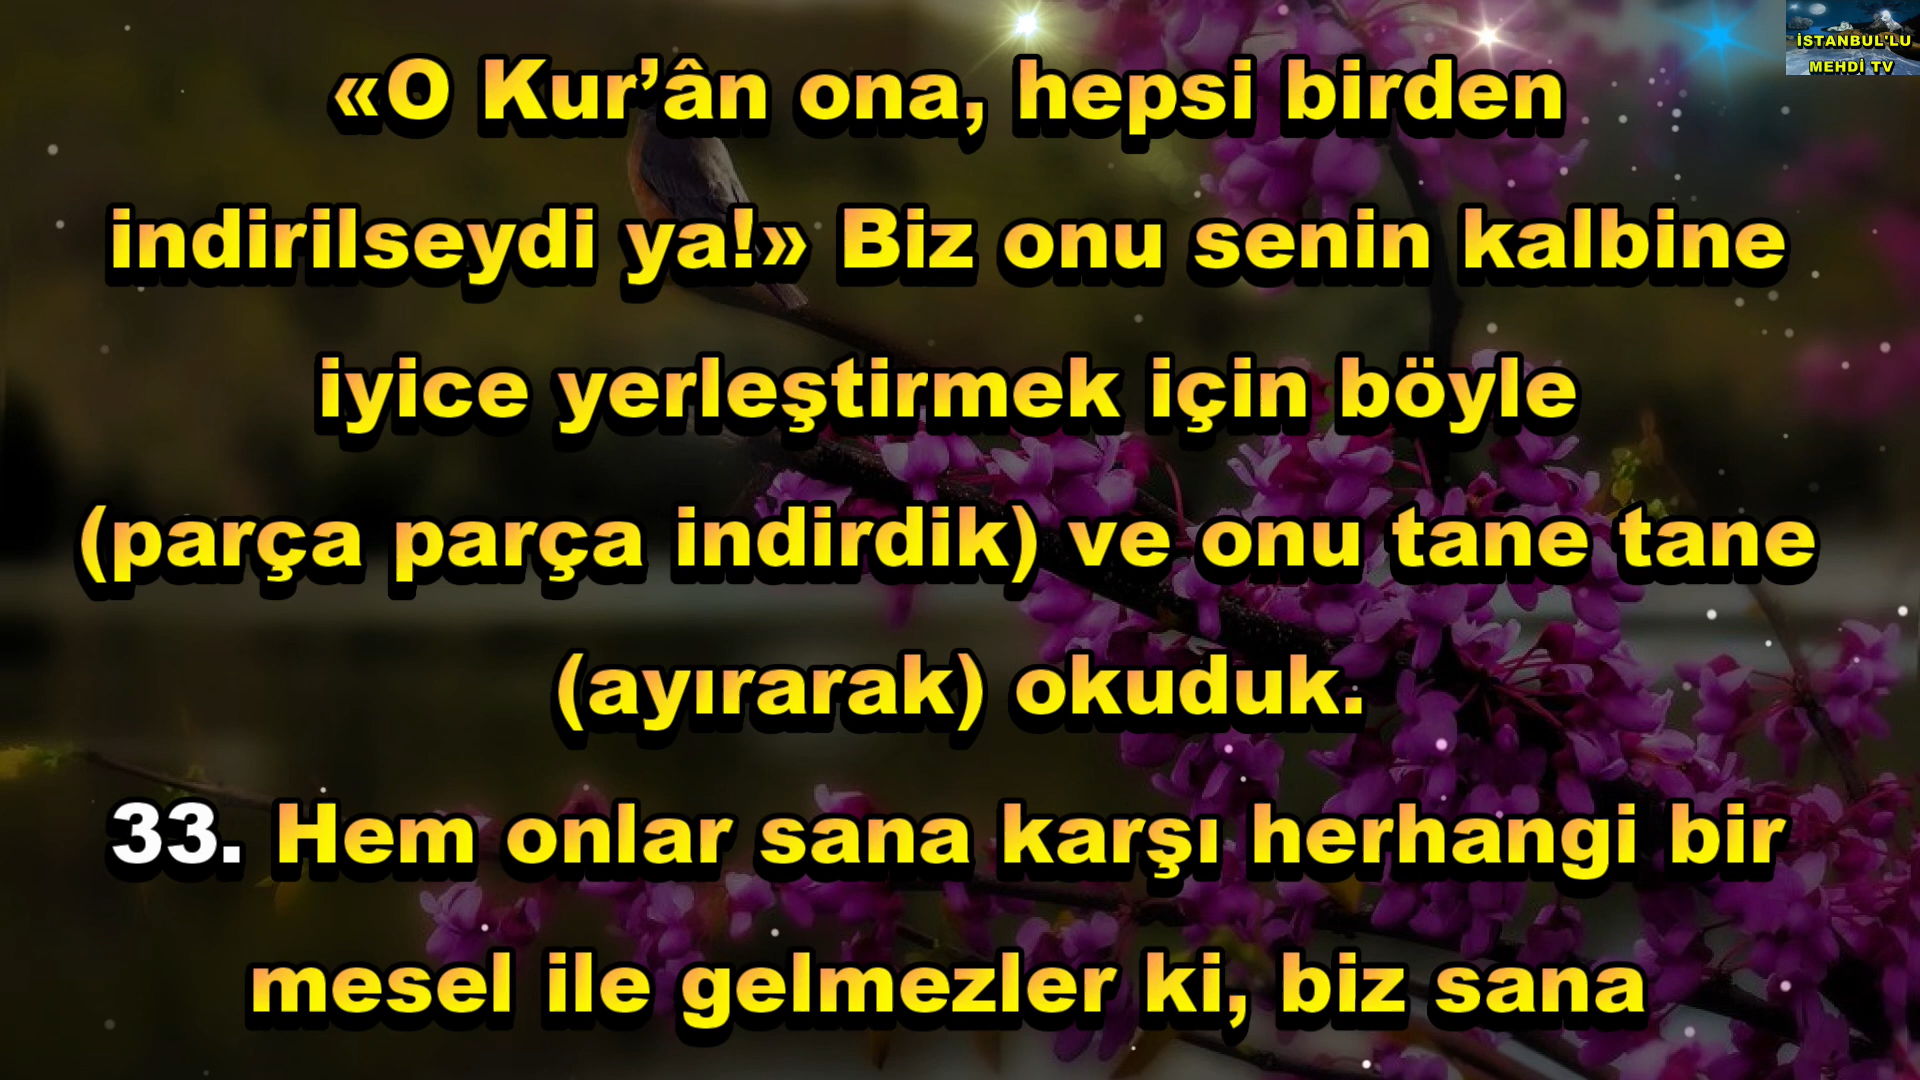 İSTANBUL'LU
MEHDİ TV
«O Kur’ân ona, hepsi birden
indirilseydi ya!» Biz onu senin kalbine
iyice yerleştirmek için böyle
(parça parça indirdik) ve onu tane tane
(ayırarak) okuduk.
33. Hem onlar sana karşı herhangi bir
mesel ile gelmezler ki, biz sana